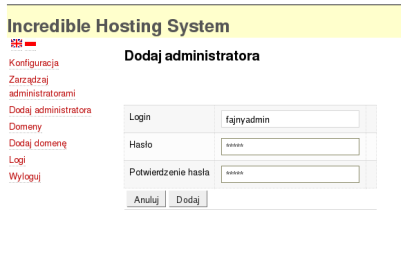 Incredible Hosting System
Konfiguracja
Zarządzaj
administratorami
Dodaj administratora
Domeny
Dodaj domenę
Logi
Wyloguj
Dodaj administratora
Login
fajnyadmin
Hasło
*****
Potwierdzenie hasła
*****
Anuluj
Dodaj